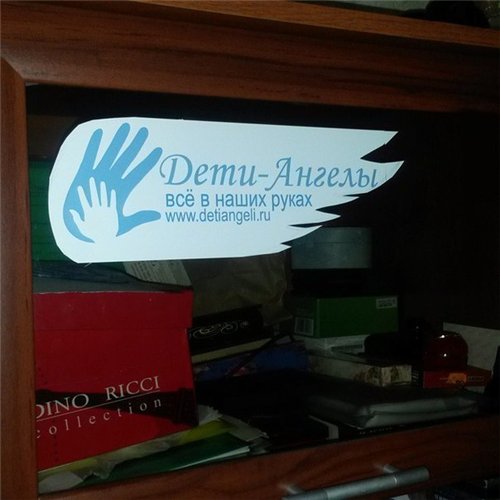 Дети-Ангелы
всё в наших руках
www.detiangeli.ru
DINO RICCI
collection